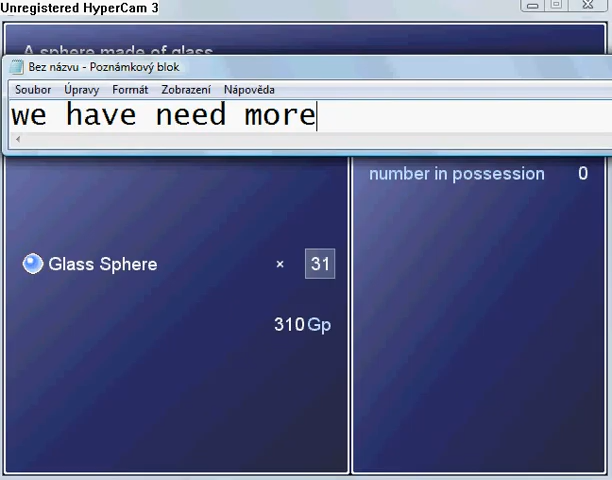 Unregistered HyperCam 3
A sphere made of glass
Bez názvu - Poznámkový blok
Soubor Úpravy Formát Zobrazení Nápověda
we have need more
number in possession 0
Glass Sphere × 31
310 Gp